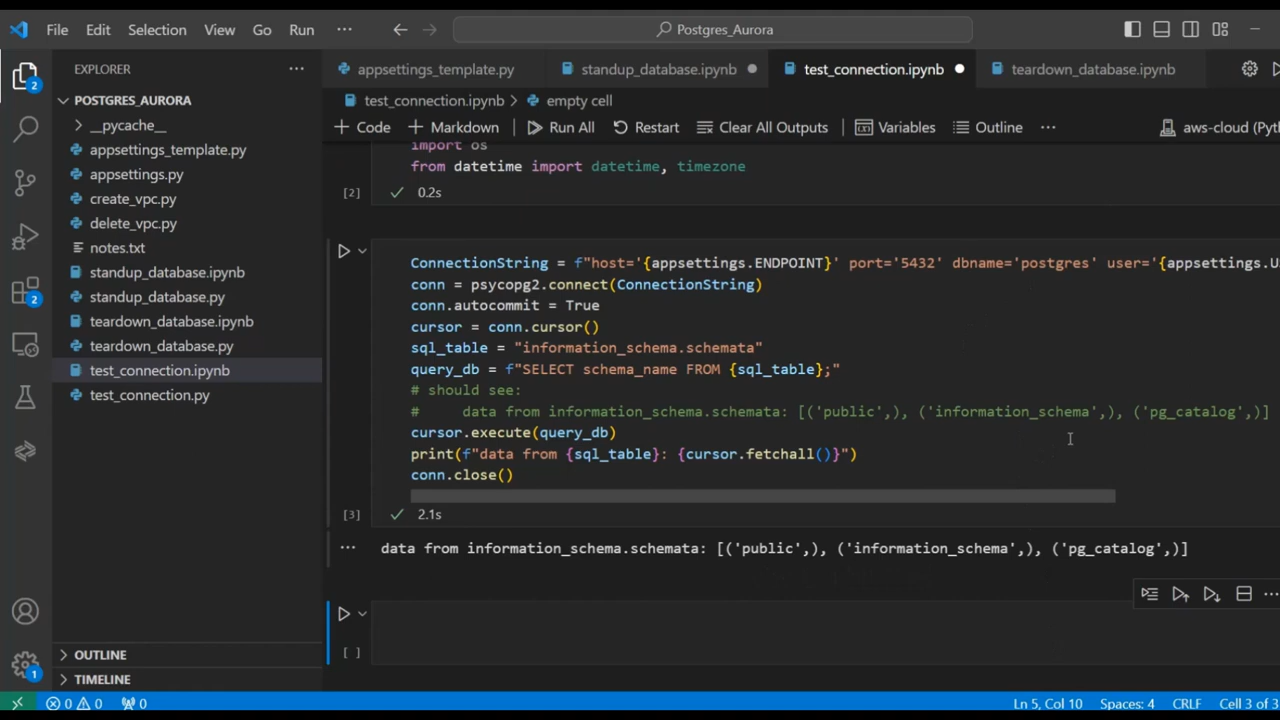 File Edit Selection View Go Run ··· Postgres_Aurora
EXPLORER ···
appsettings_template.py standup_database.ipynb test_connection.ipynb teardown_database.ipynb
POSTGRES_AURORA
test_connection.ipynb > empty cell
__pycache__
+ Code + Markdown Run All Restart Clear All Outputs Variables Outline ··· aws-cloud (Pyth
appsettings_template.py
appsettings.py
create_vpc.py
delete_vpc.py
notes.txt
standup_database.ipynb
standup_database.py
teardown_database.ipynb
teardown_database.py
test_connection.ipynb
test_connection.py
OUTLINE
TIMELINE
2
2
1
import os
from datetime import datetime, timezone
[2] 0.2s
ConnectionString = f"host='{appsettings.ENDPOINT}' port='5432' dbname='postgres' user='{appsettings.U
conn = psycopg2.connect(ConnectionString)
conn.autocommit = True
cursor = conn.cursor()
sql_table = "information_schema.schemata"
query_db = f"SELECT schema_name FROM {sql_table};"
# should see:
# data from information_schema.schemata: [('public',), ('information_schema',), ('pg_catalog',)]
cursor.execute(query_db)
print(f"data from {sql_table}: {cursor.fetchall()}")
conn.close()
[3] 2.1s
··· data from information_schema.schemata: [('public',), ('information_schema',), ('pg_catalog',)]
[ ]
0 0 0 Ln 5, Col 10 Spaces: 4 CRLF Cell 3 of 3